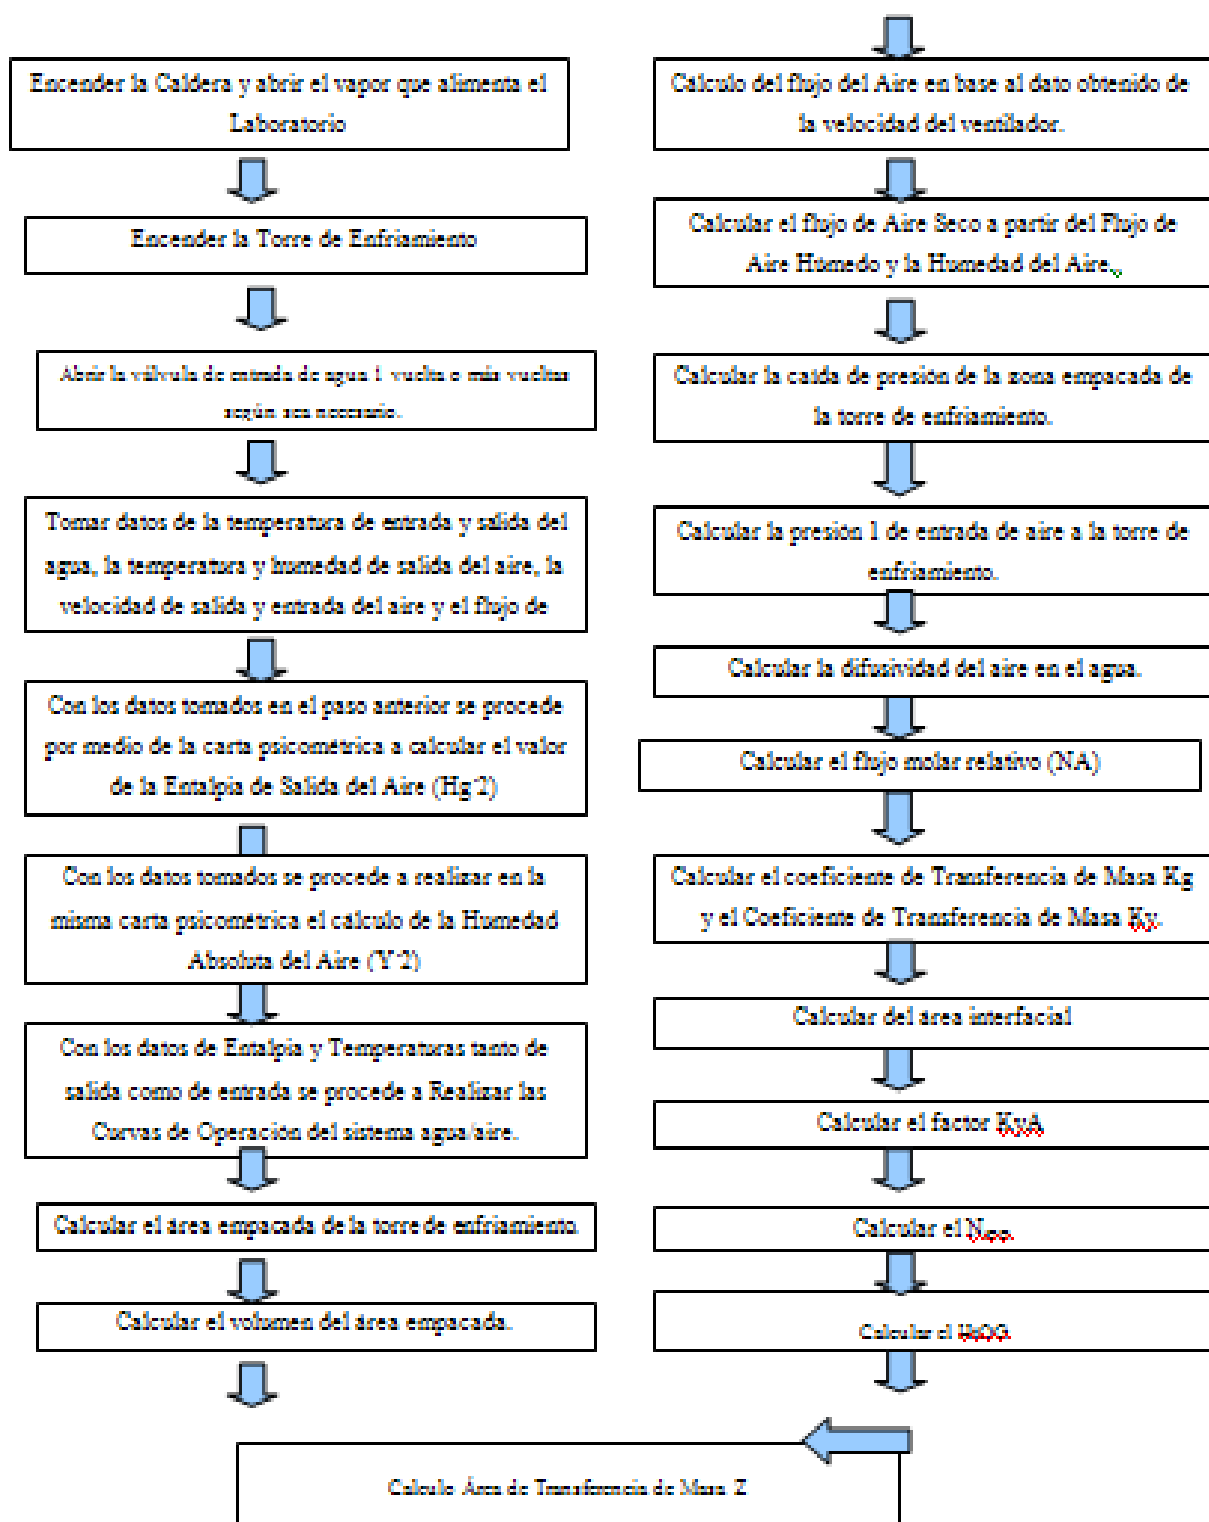 Encender la Caldera y abrir el vapor que alimenta el
Laboratorio
Encender la Torre de Enfriamiento
Abrir la válvula de entrada de agua 1 vuelta o más vueltas
según sea necesario.
Tomar datos de la temperatura de entrada y salida del
agua, la temperatura y humedad de salida del aire, la
velocidad de salida y entrada del aire y el flujo de
Con los datos tomados en el paso anterior se procede
por medio de la carta psicométrica a calcular el valor
de la Entalpia de Salida del Aire (Hg´2)
Con los datos tomados se procede a realizar en la
misma carta psicométrica el cálculo de la Humedad
Absoluta del Aire (Y´2)
Con los datos de Entalpía y Temperaturas tanto de
salida como de entrada se procede a Realizar las
Curvas de Operación del sistema agua/aire.
Calcular el área empacada de la torre de enfriamiento.
Calcular el volumen del área empacada.
Cálculo del flujo del Aire en base al dato obtenido de
la velocidad del ventilador.
Calcular el flujo de Aire Seco a partir del Flujo de
Aire Húmedo y la Humedad del Aire.
Calcular la caída de presión de la zona empacada de
la torre de enfriamiento.
Calcular la presión 1 de entrada de aire a la torre de
enfriamiento.
Calcular la difusividad del aire en el agua.
Calcular el flujo molar relativo (NA)
Calcular el coeficiente de Transferencia de Masa Kg
y el Coeficiente de Transferencia de Masa Ky.
Calcular del área interfacial
Calcular el factor KyA
Calcular el
Calcular el
Calculo Área de Transferencia de Masa Z